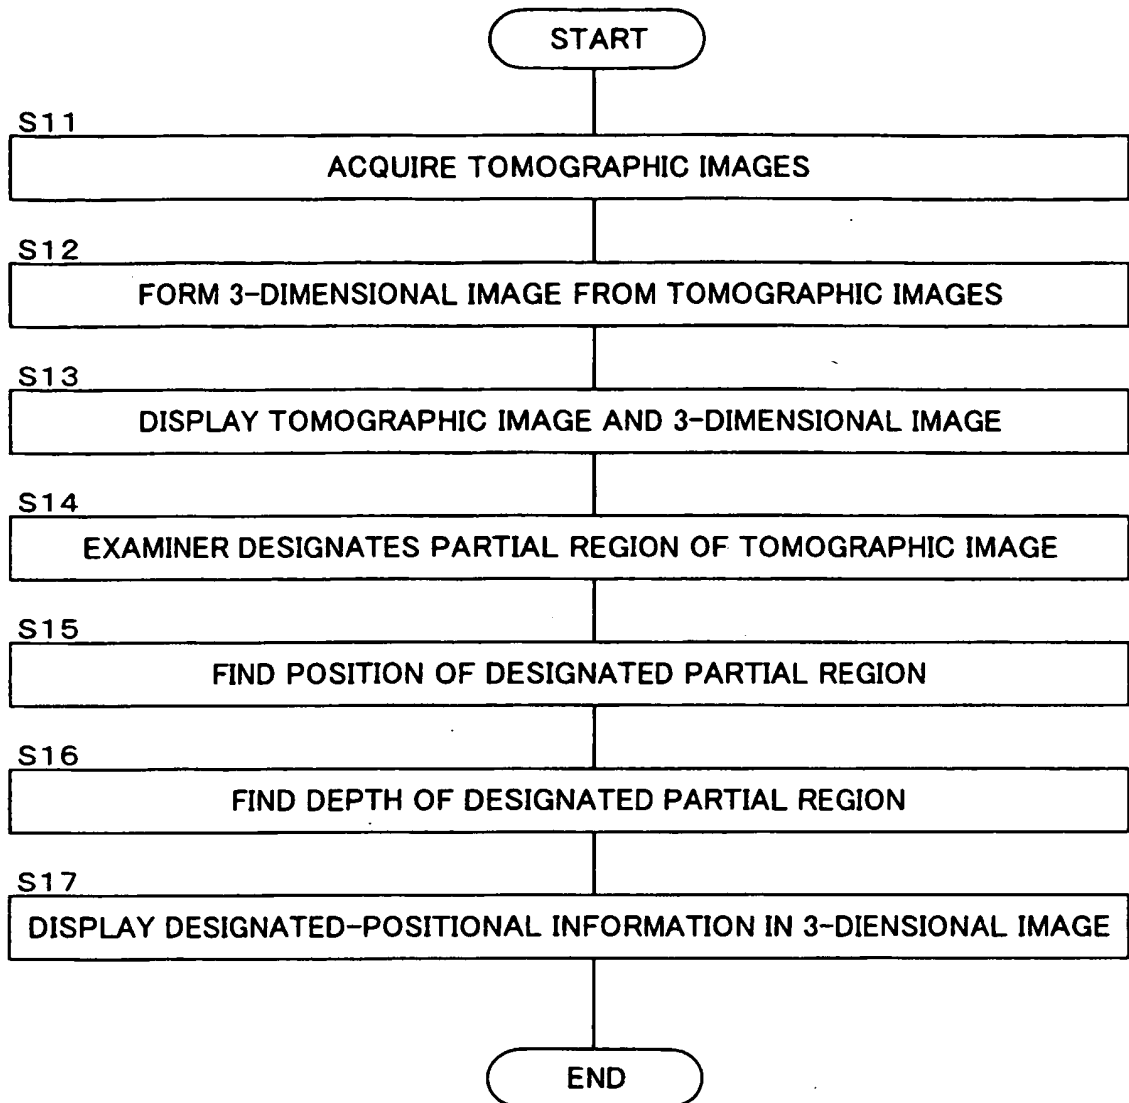 START
S11
ACQUIRE TOMOGRAPHIC IMAGES
S12
FORM 3-DIMENSIONAL IMAGE FROM TOMOGRAPHIC IMAGES
S13
DISPLAY TOMOGRAPHIC IMAGE AND 3-DIMENSIONAL IMAGE
S14
EXAMINER DESIGNATES PARTIAL REGION OF TOMOGRAPHIC IMAGE
S15
FIND POSITION OF DESIGNATED PARTIAL REGION
S16
FIND DEPTH OF DESIGNATED PARTIAL REGION
S17
DISPLAY DESIGNATED-POSITIONAL INFORMATION IN 3-DIENSIONAL IMAGE
END